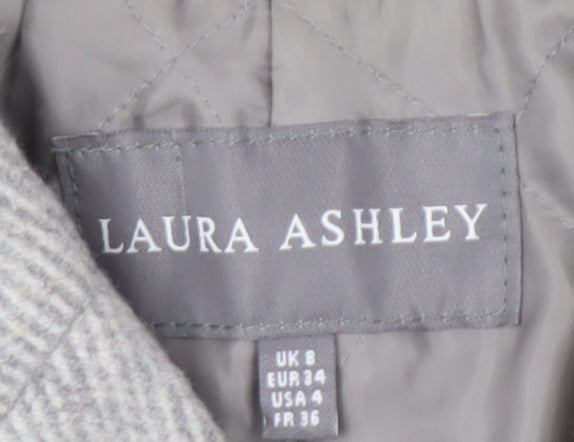 LAURA ASHLEY
UK 8
EUR 34
USA 4
FR 36